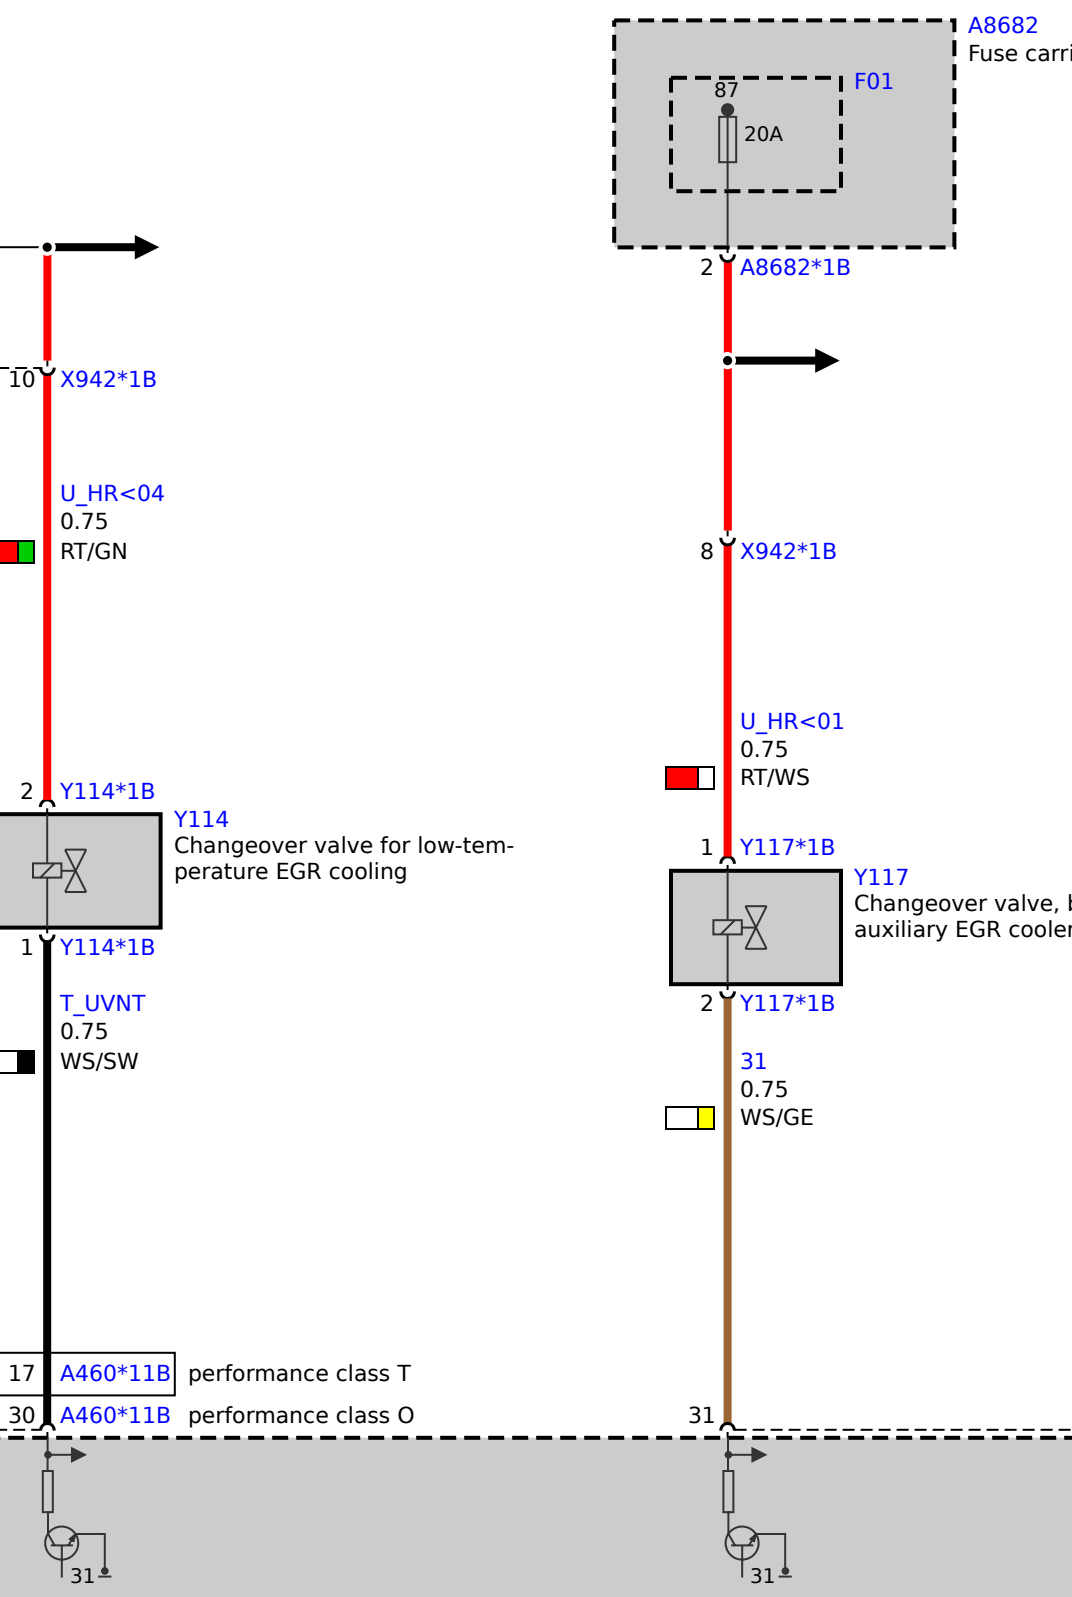 A8682
Fuse carri
F01
87
20A
2 A8682*1B
10 X942*1B
U_HR<04
0.75
RT/GN
8 X942*1B
U_HR<01
0.75
RT/WS
2 Y114*1B
Y114
Changeover valve for low-tem-
perature EGR cooling
1 Y114*1B
T_UVNT
0.75
WS/SW
1 Y117*1B
Y117
Changeover valve,
auxiliary EGR cooler
2 Y117*1B
31
0.75
WS/GE
17 A460*11B performance class T
30 A460*11B performance class O
31
31
31